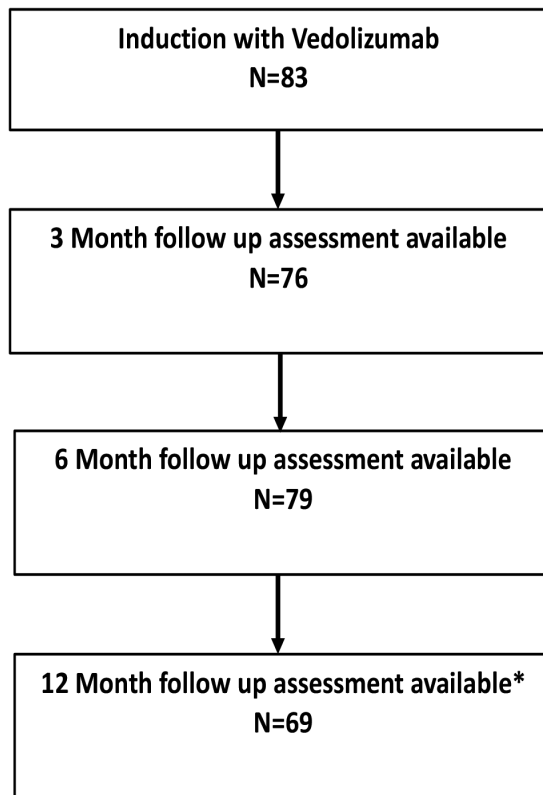 Induction with Vedolizumab
N=83
3 Month follow up assessment available
N=76
6 Month follow up assessment available
N=79
12 Month follow up assessment available*
N=69